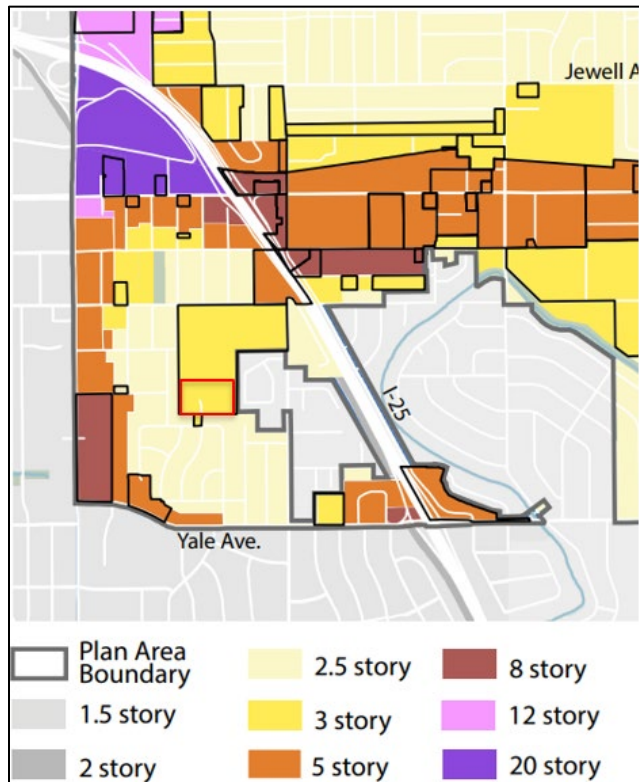 Jewell A
I-25
Yale Ave.
Plan Area
Boundary
1.5 story
2 story
2.5 story
3 story
5 story
8 story
12 story
20 story